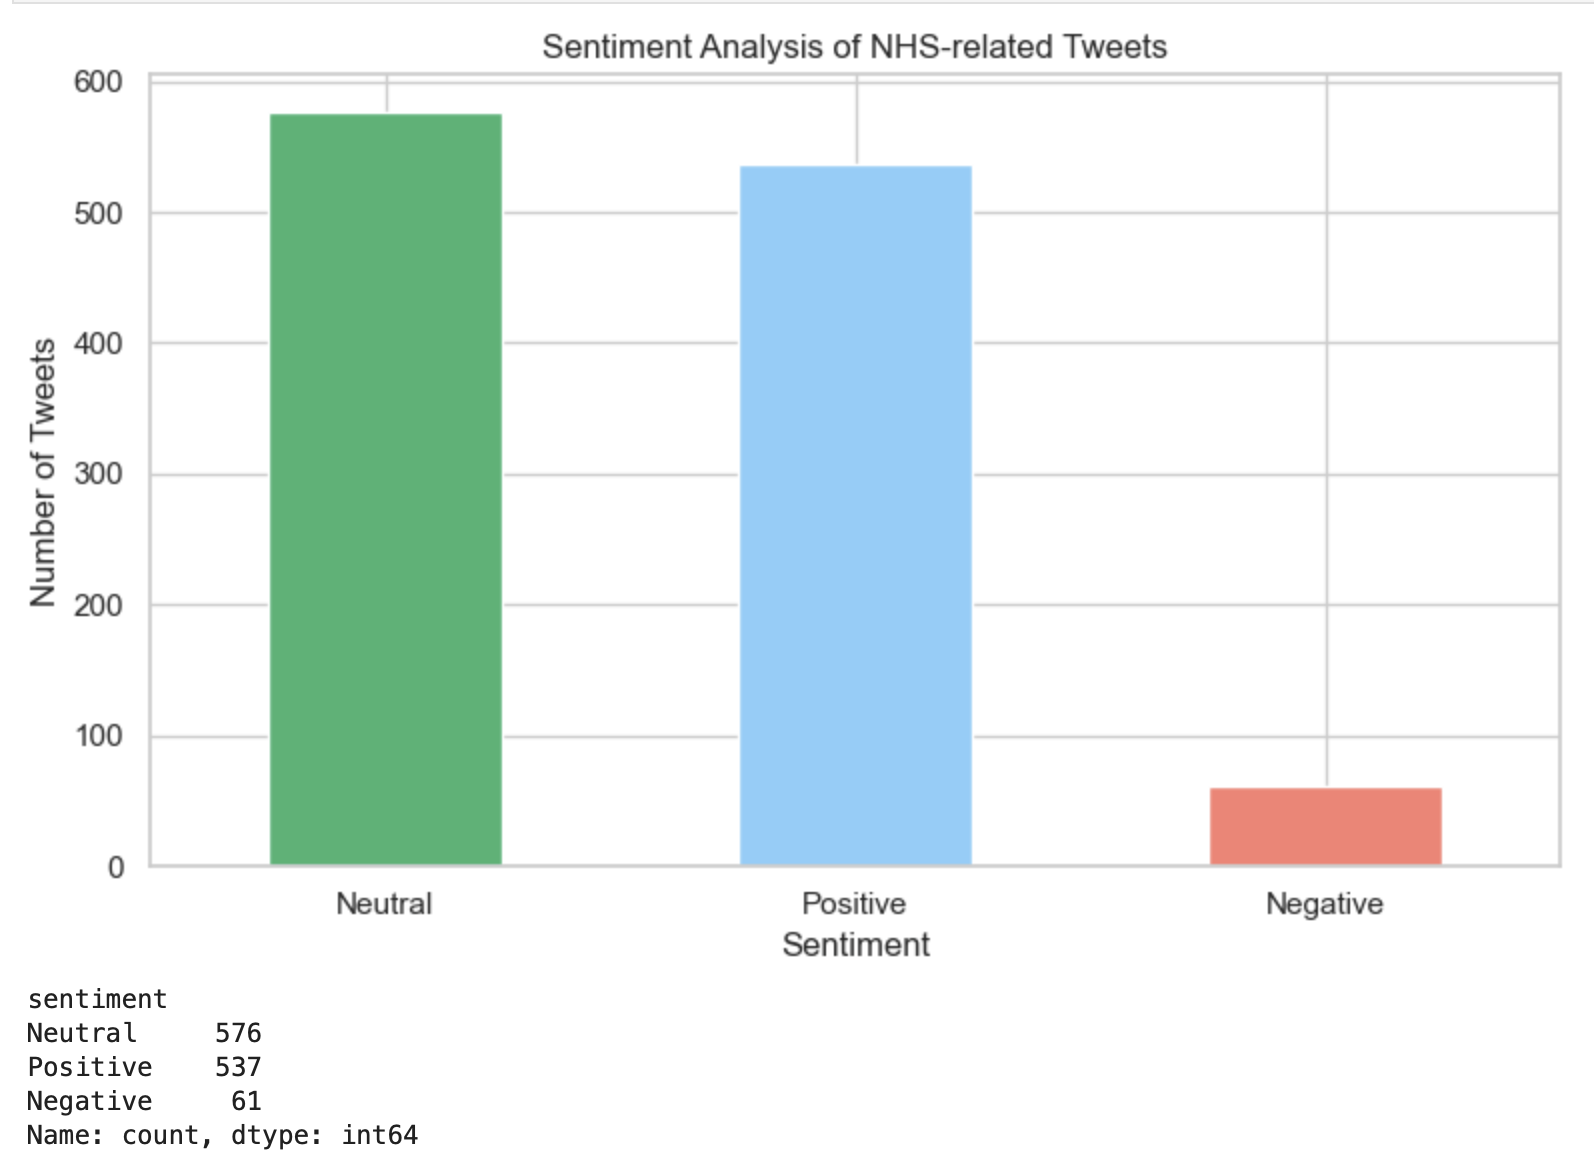 Sentiment Analysis of NHS-related Tweets
600
500
400
300
200
100
0
Number of Tweets
Neutral Positive Negative
Sentiment
sentiment
Neutral     576
Positive    537
Negative     61
Name: count, dtype: int64